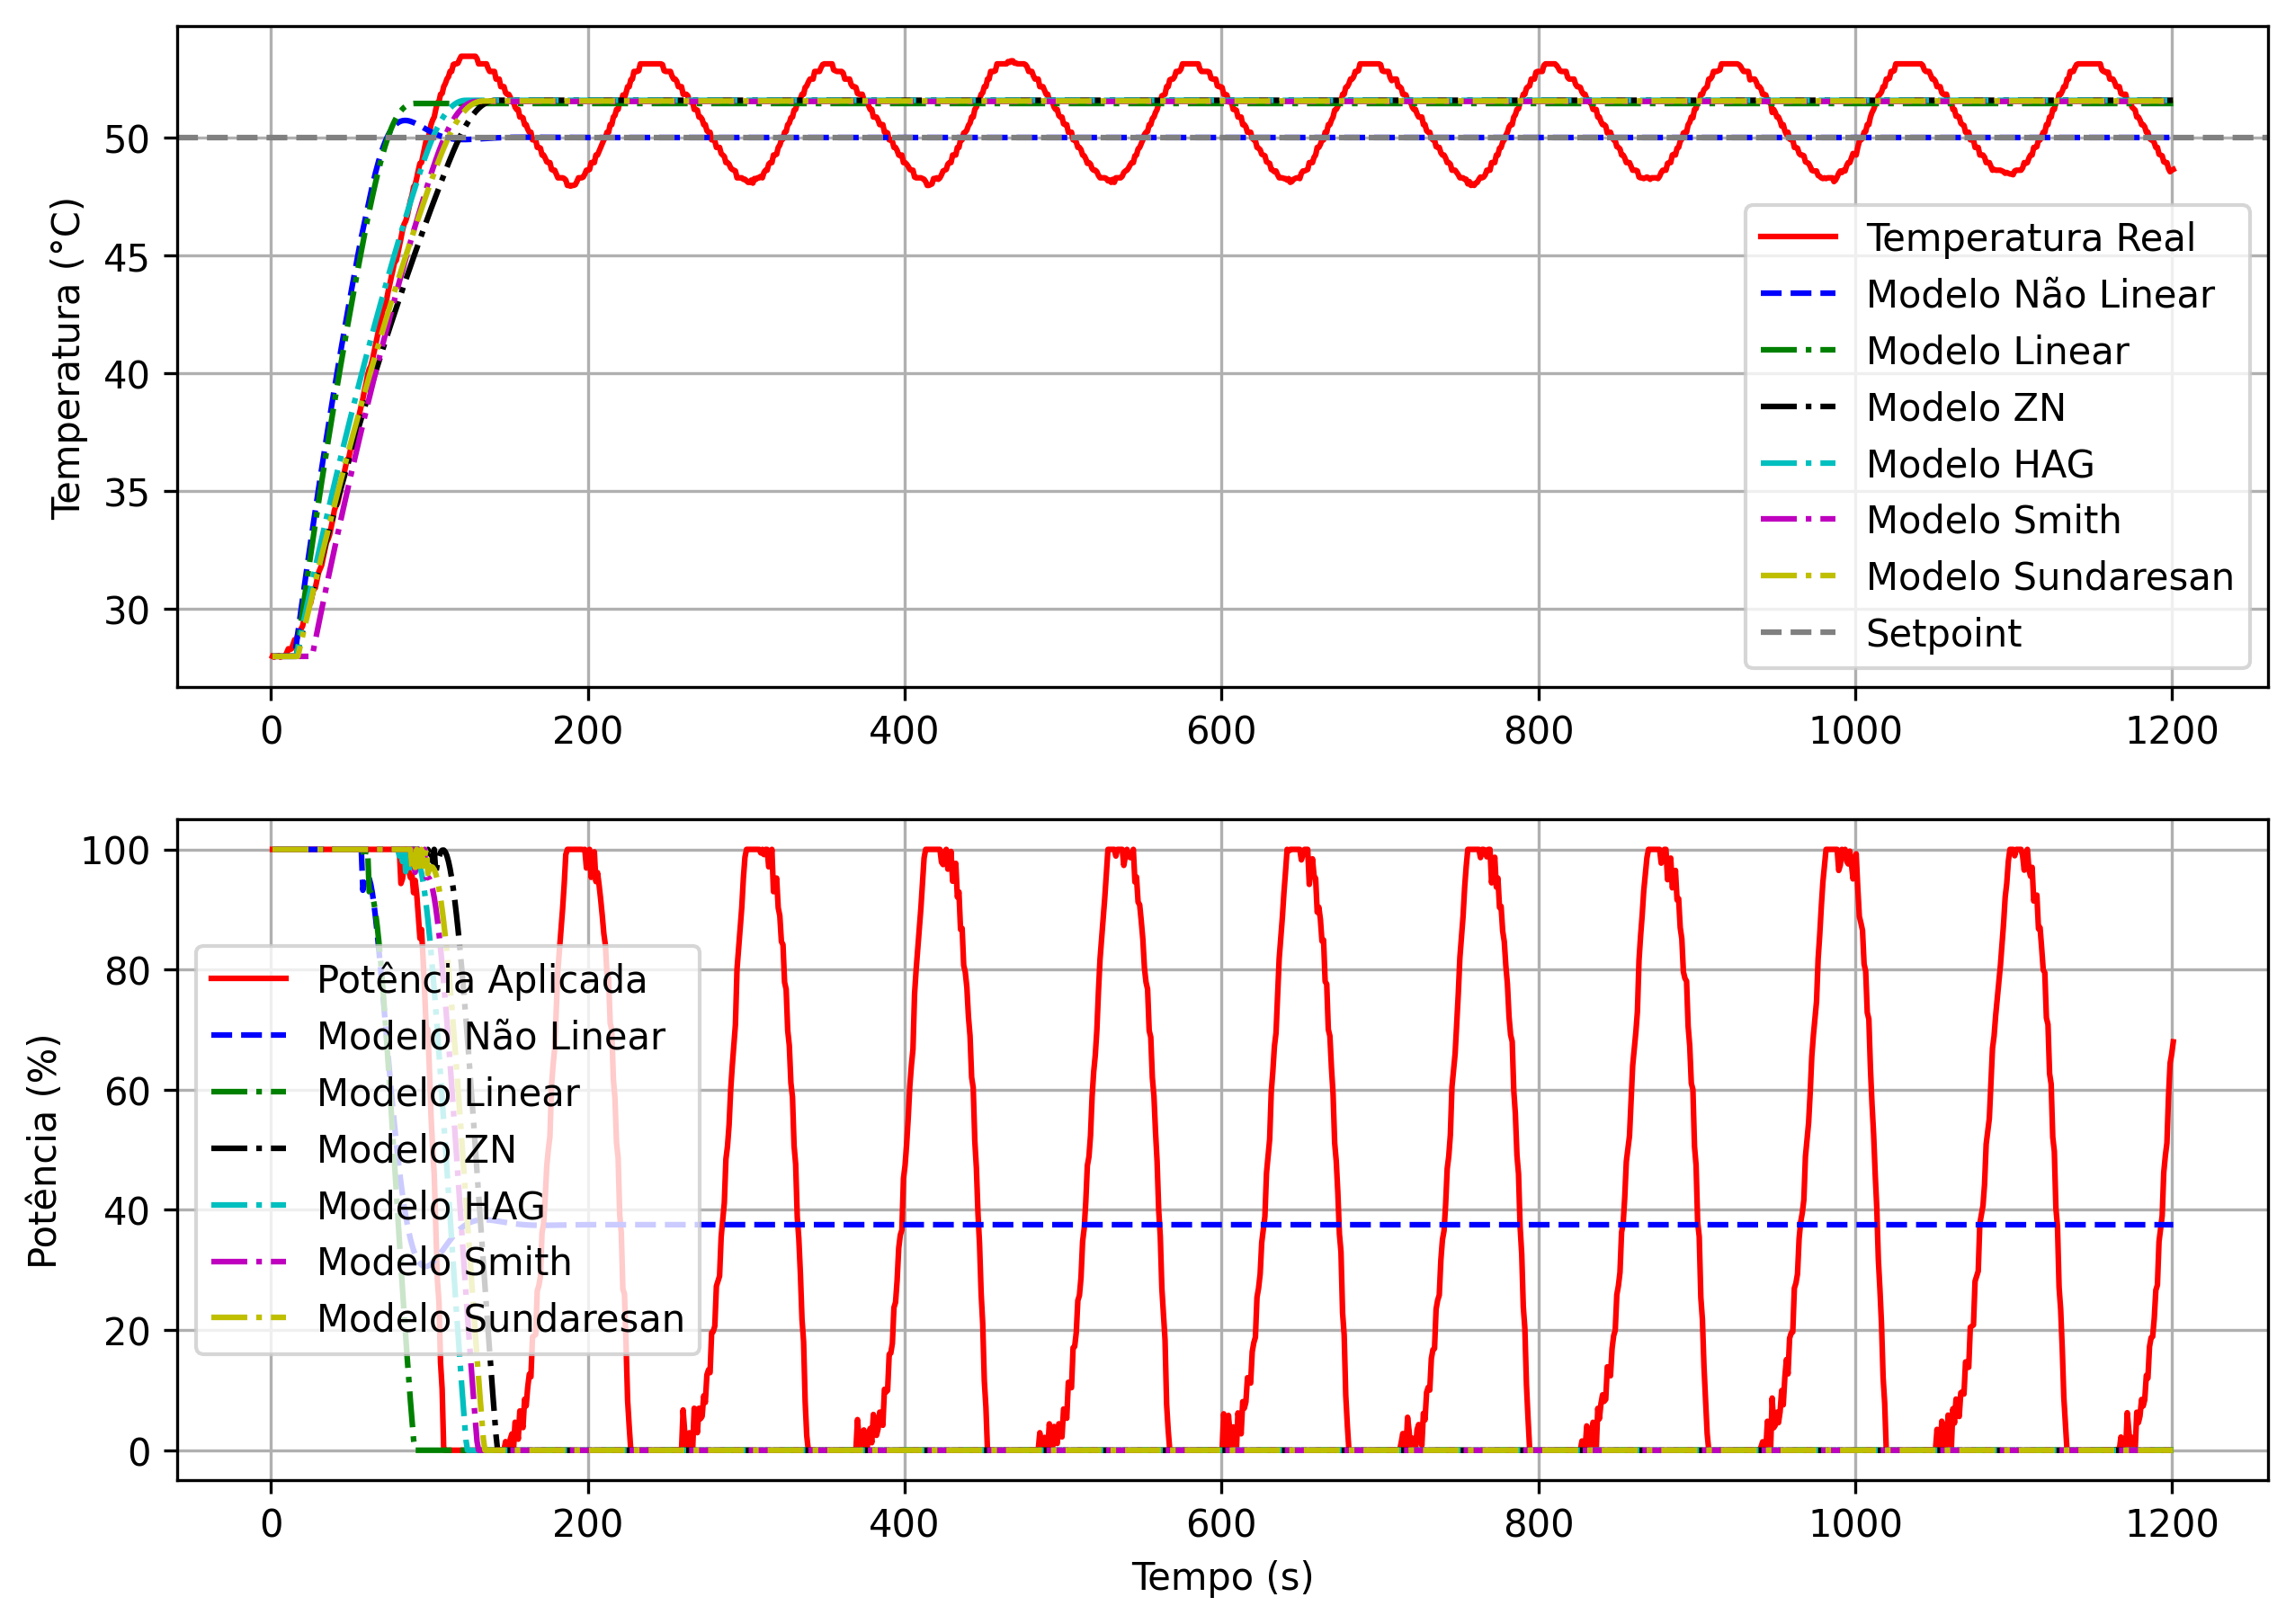 Temperatura (°C)
50
45
40
35
30
Temperatura Real
Modelo Não Linear
Modelo Linear
Modelo ZN
Modelo HAG
Modelo Smith
Modelo Sundaresan
Setpoint
0 200 400 600 800 1000 1200
Potência (%)
100
80
60
40
20
0
Potência Aplicada
Modelo Não Linear
Modelo Linear
Modelo ZN
Modelo HAG
Modelo Smith
Modelo Sundaresan
0 200 400 600 800 1000 1200
Tempo (s)